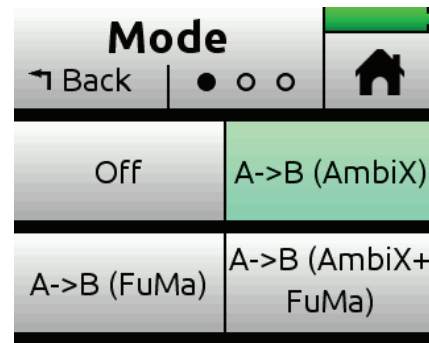 Mode
Back
Off
A->B (AmbiX)
A->B (FuMa)
A->B (AmbiX+
FuMa)